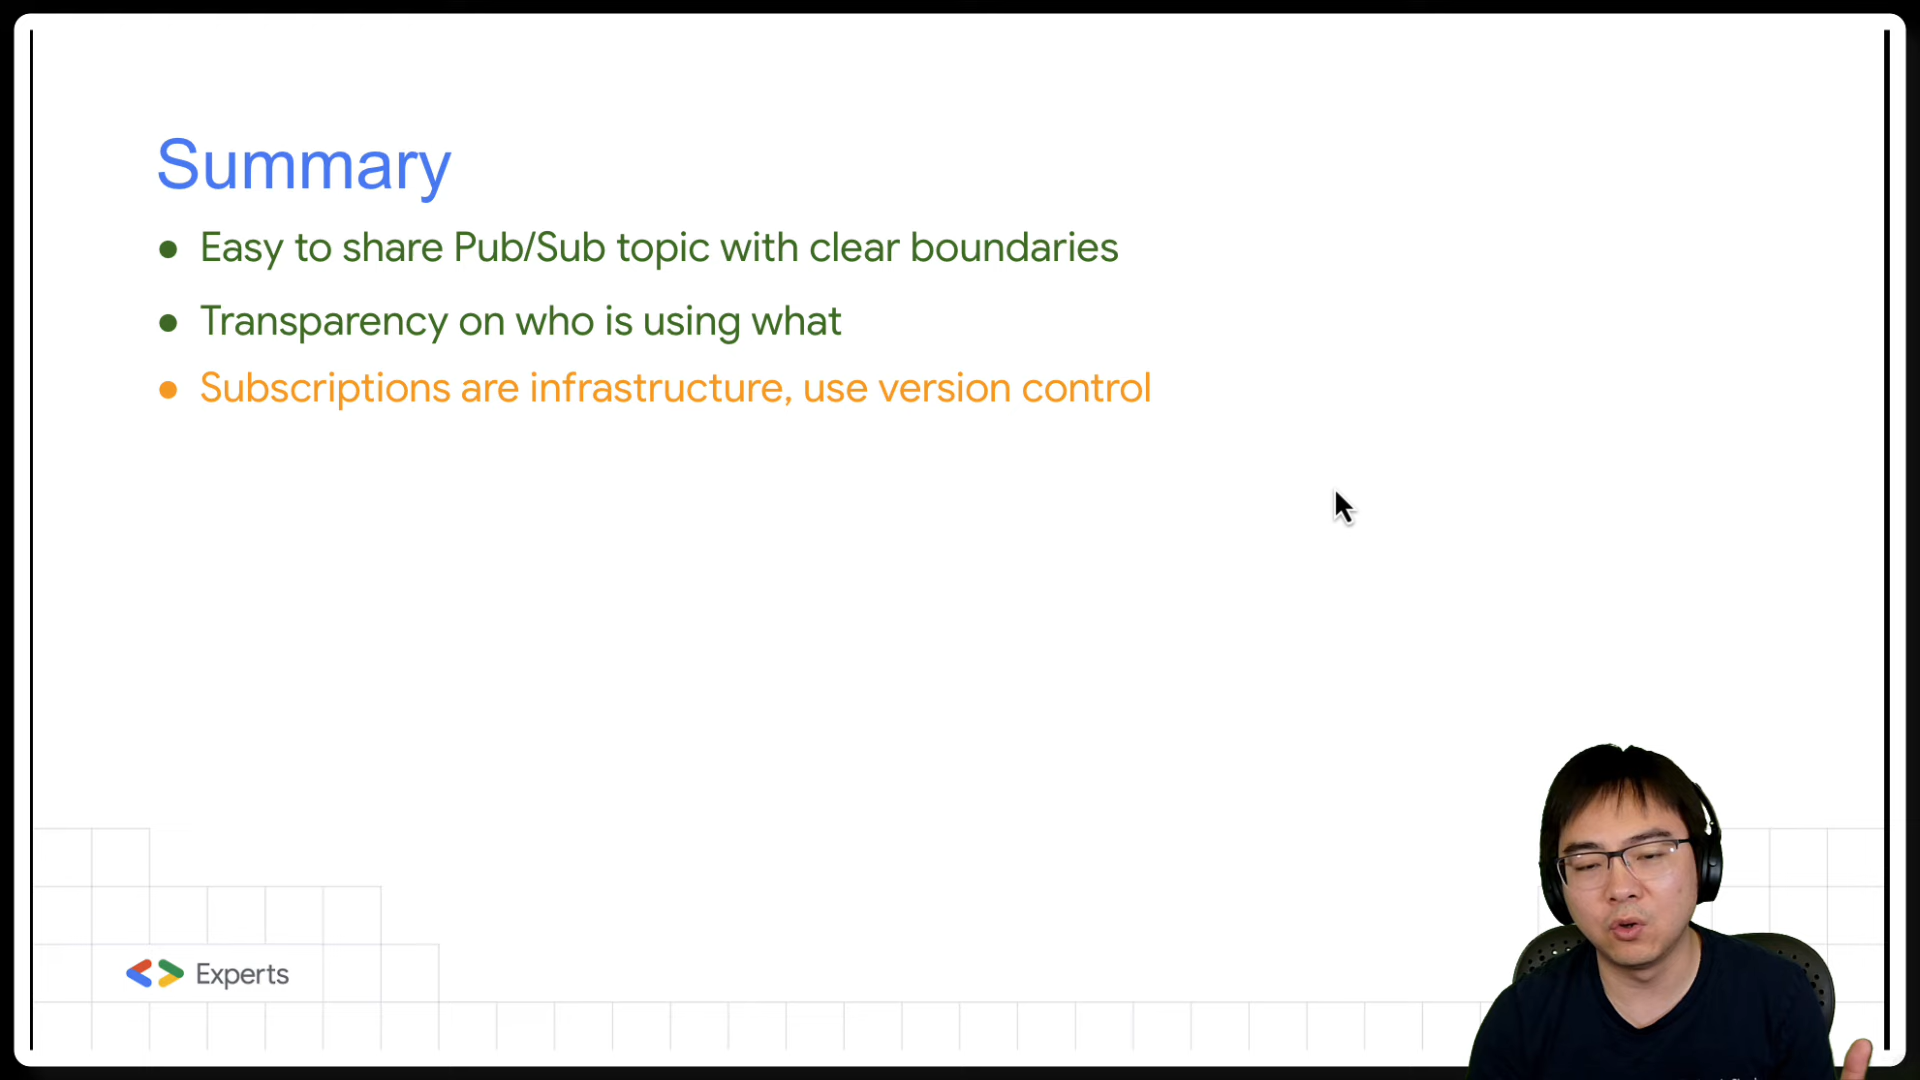 Summary
● Easy to share Pub/Sub topic with clear boundaries
● Transparency on who is using what
● Subscriptions are infrastructure, use version control
Experts